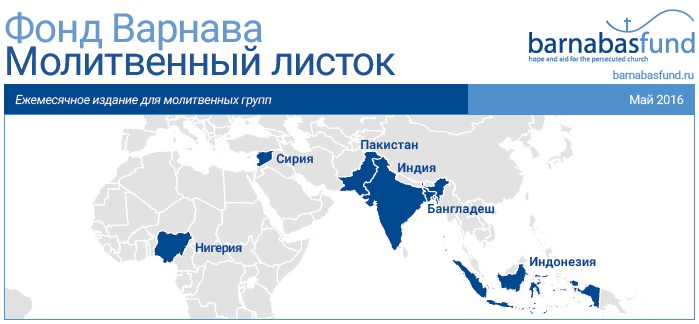 Фонд Варнава
Молитвенный листок
barnabasfund
hope and aid for the persecuted church
barnabasfund.ru
Ежемесячное издание для молитвенных групп
Май 2016
Сирия
Пакистан
Индия
Бангладеш
Нигерия
Индонезия